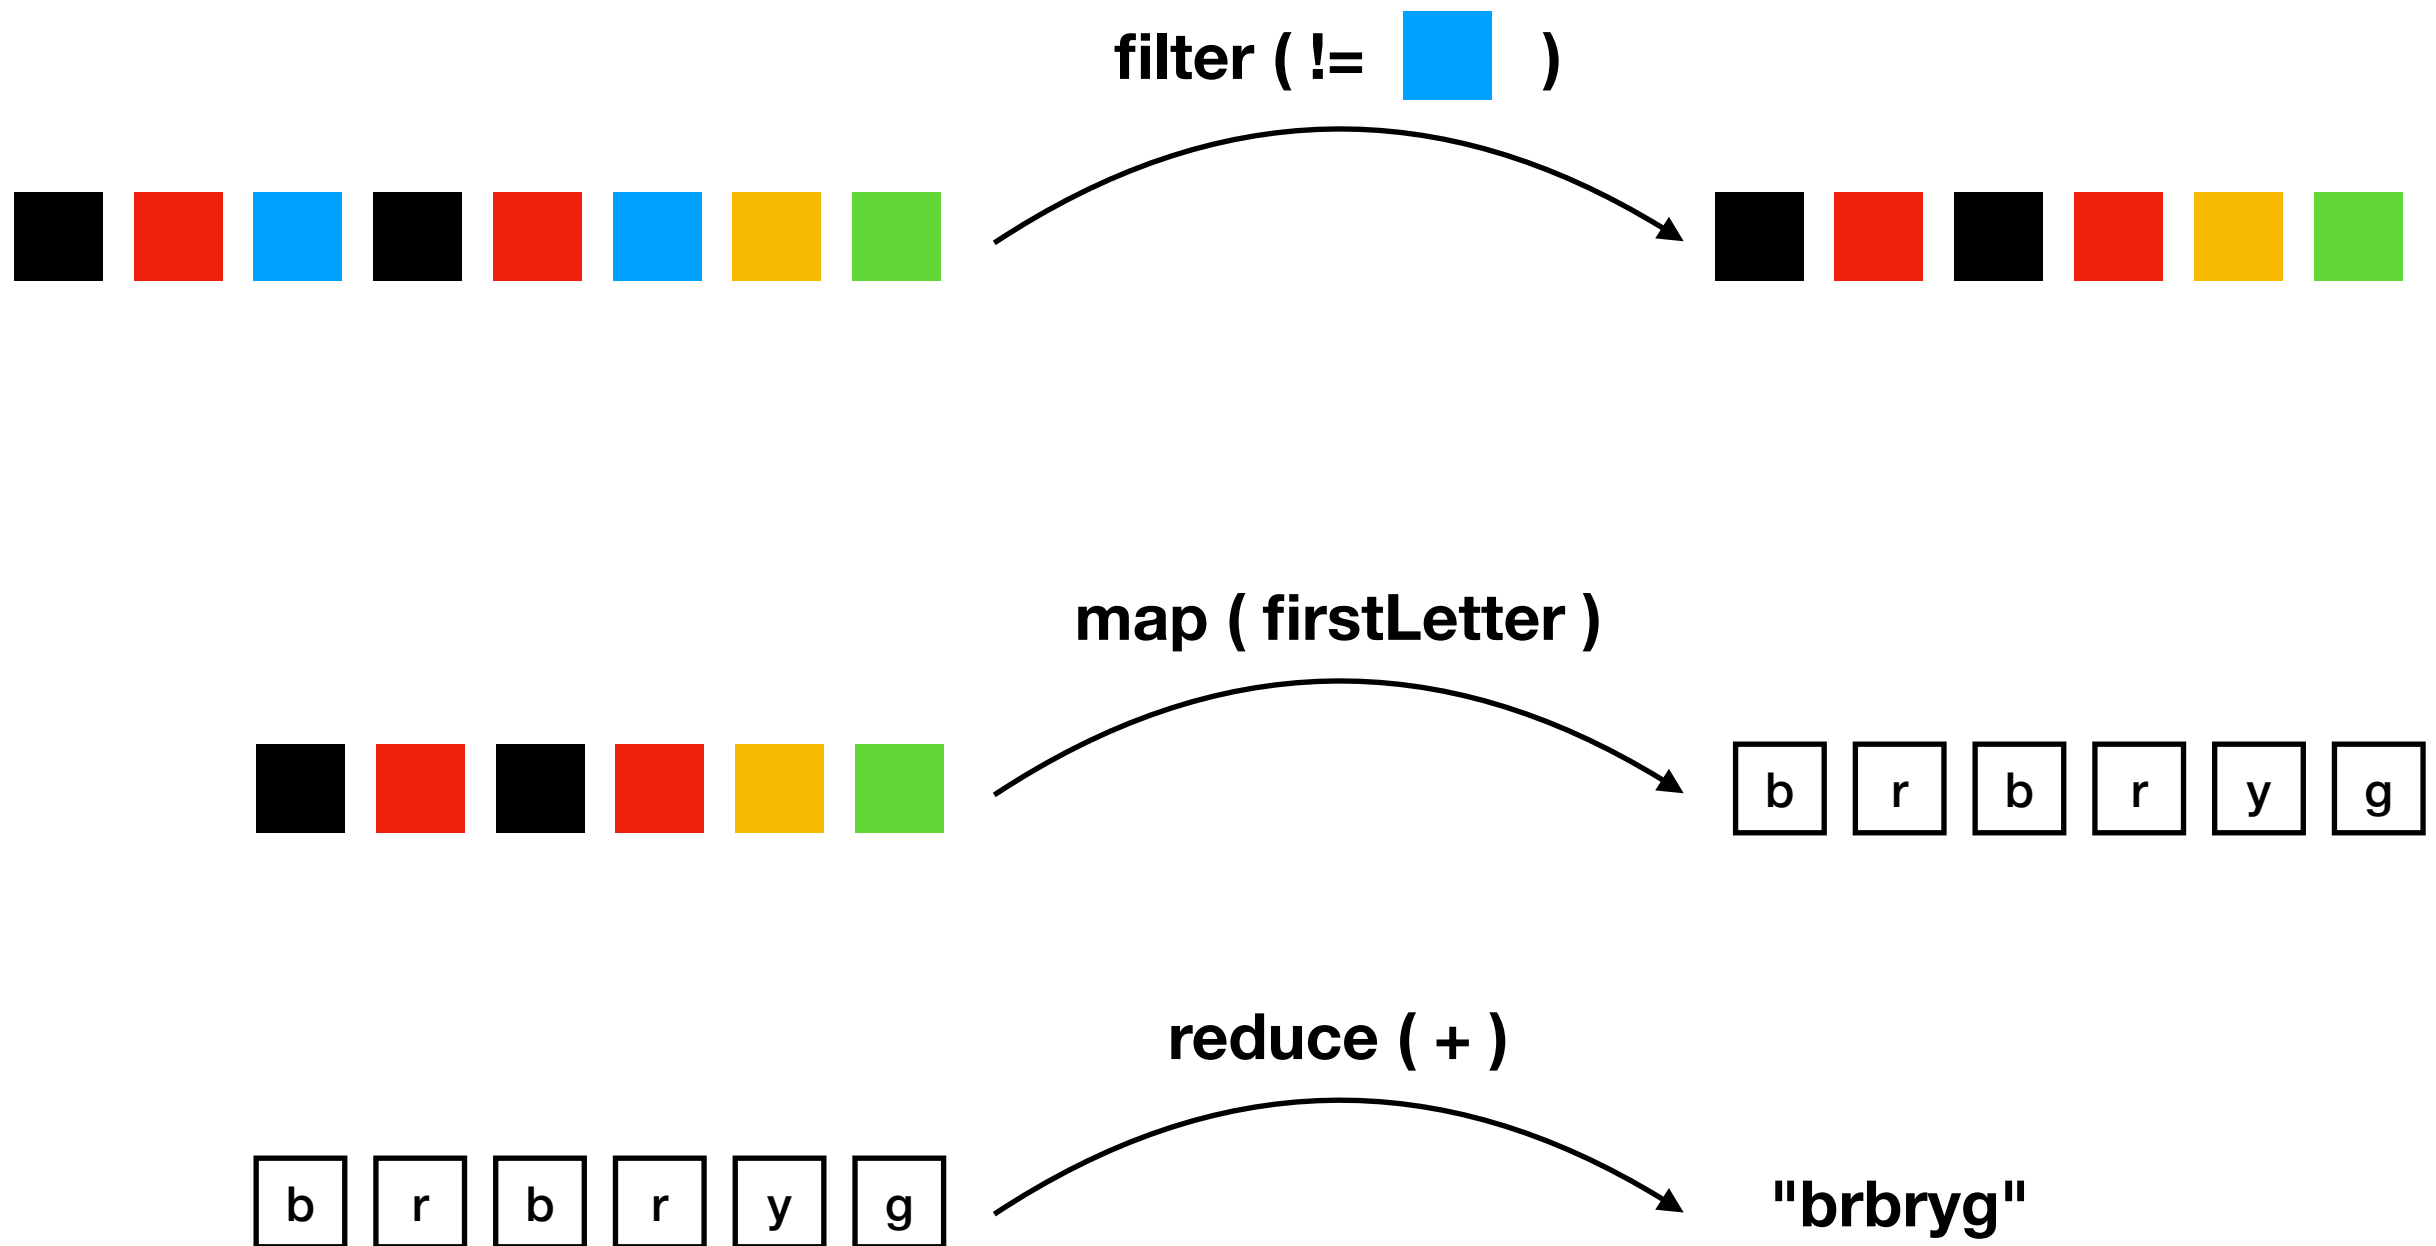 filter ( != )
map ( firstLetter )
b r b r y g
reduce ( + )
b r b r y g
"brbryg"